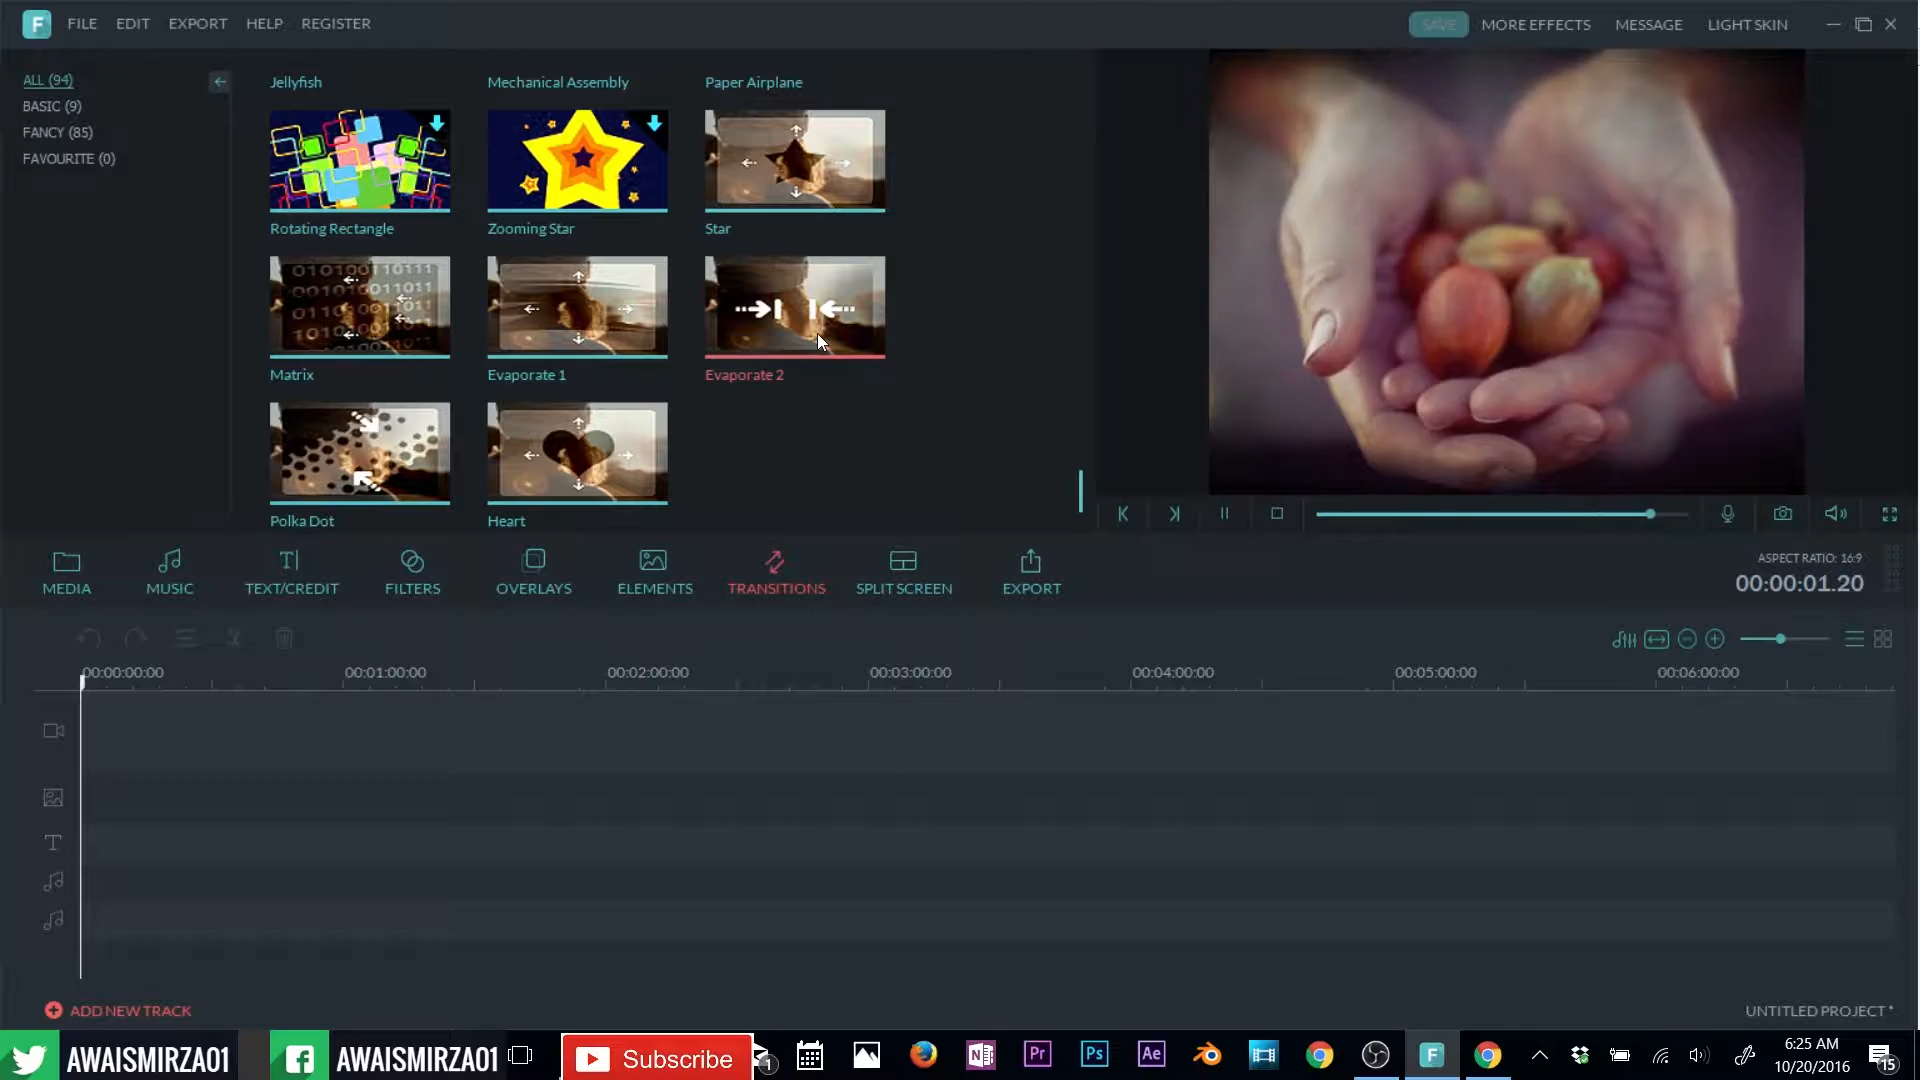 F FILE EDIT EXPORT HELP REGISTER SAVE MORE EFFECTS MESSAGE LIGHT SKIN
ALL (94)
BASIC (9)
FANCY (85)
FAVOURITE (0)
Jellyfish Mechanical Assembly Paper Airplane
Rotating Rectangle Zooming Star Star
Matrix Evaporate 1 Evaporate 2
Polka Dot Heart
MEDIA MUSIC TEXT/CREDIT FILTERS OVERLAYS ELEMENTS TRANSITIONS SPLIT SCREEN EXPORT
ASPECT RATIO: 16:9
00:00:01.20
00:00:00:00 00:01:00:00 00:02:00:00 00:03:00:00 00:04:00:00 00:05:00:00 00:06:00:00
ADD NEW TRACK
UNTITLED PROJECT *
AWAISMIRZA01 AWAISMIRZA01 Subscribe 1 N Pr Ps Ae F
6:25 AM
10/20/2016
15